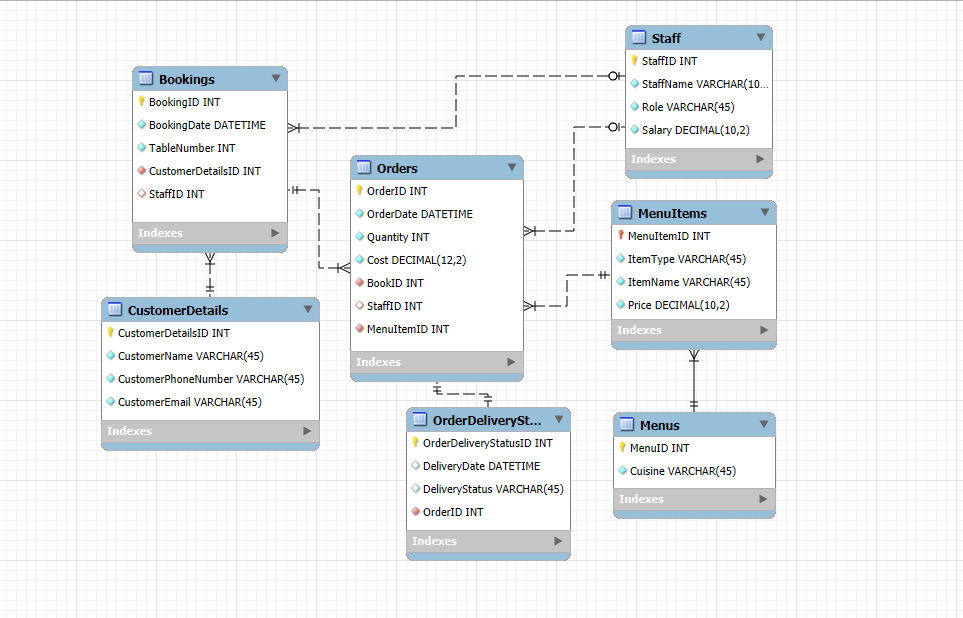 Bookings
BookingID INT
BookingDate DATETIME
TableNumber INT
CustomerDetailsID INT
StaffID INT
Indexes
CustomerDetails
CustomerDetailsID INT
CustomerName VARCHAR(45)
CustomerPhoneNumber VARCHAR(45)
CustomerEmail VARCHAR(45)
Indexes
Orders
OrderID INT
OrderDate DATETIME
Quantity INT
Cost DECIMAL(12,2)
BookID INT
StaffID INT
MenuItemID INT
Indexes
OrderDeliverySt...
OrderDeliveryStatusID INT
DeliveryDate DATETIME
DeliveryStatus VARCHAR(45)
OrderID INT
Indexes
Staff
StaffID INT
StaffName VARCHAR(10...
Role VARCHAR(45)
Salary DECIMAL(10,2)
Indexes
MenuItems
MenuItemID INT
ItemType VARCHAR(45)
ItemName VARCHAR(45)
Price DECIMAL(10,2)
Indexes
Menus
MenuID INT
Cuisine VARCHAR(45)
Indexes